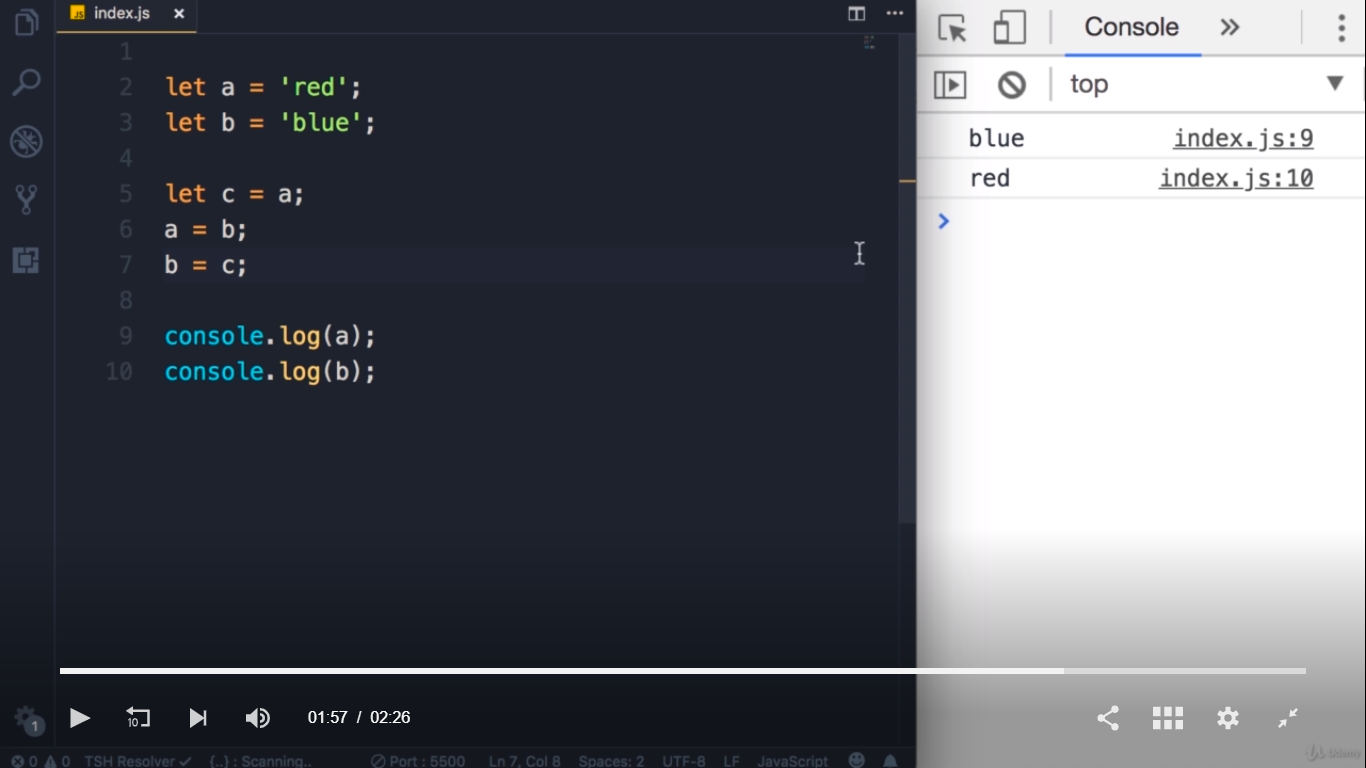 JS index.js ×
1
2 let a = 'red';
3 let b = 'blue';
4
5 let c = a;
6 a = b;
7 b = c;
8
9 console.log(a);
10 console.log(b);
Console
top
blue index.js:9
red index.js:10
10 01:57 / 02:26
1
0 0 TSH Resolver {..} : Scanning.. Port : 5500 Ln 7, Col 8 Spaces: 2 UTF-8 LF JavaScript
Udemy